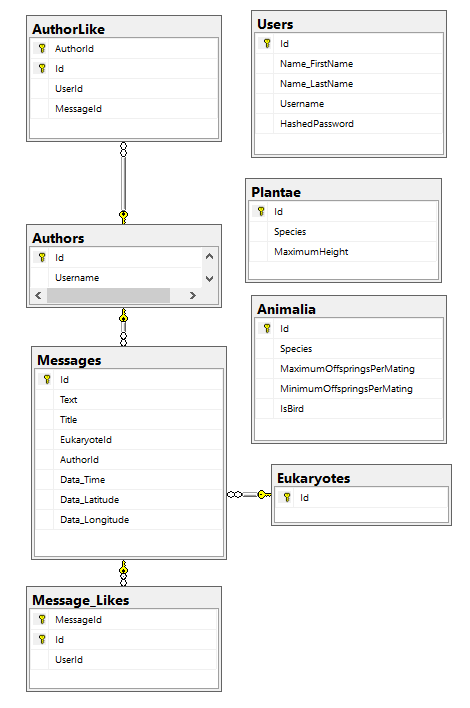 AuthorLike
AuthorId
Id
UserId
MessageId
Users
Id
Name_FirstName
Name_LastName
Username
HashedPassword
Plantae
Id
Species
MaximumHeight
Authors
Id
Username
Animalia
Id
Species
MaximumOffspringsPerMating
MinimumOffspringsPerMating
IsBird
Messages
Id
Text
Title
EukaryoteId
AuthorId
Data_Time
Data_Latitude
Data_Longitude
Eukaryotes
Id
Message_Likes
MessageId
Id
UserId